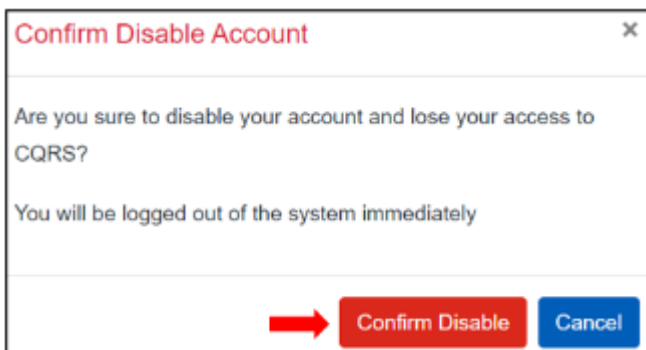 Confirm Disable Account ×
Are you sure to disable your account and lose your access to
CQRS?
You will be logged out of the system immediately
Confirm Disable Cancel